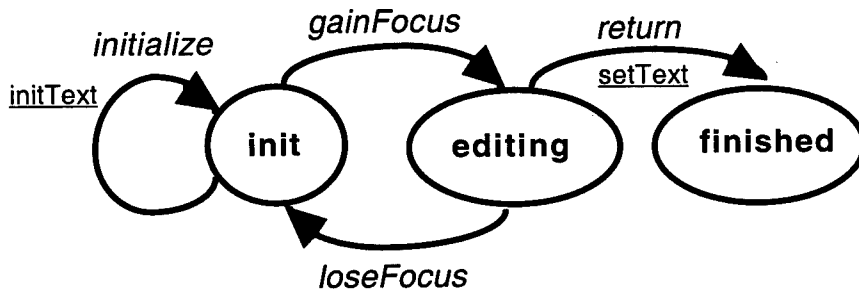 initialize
gainFocus
return
initText
setText
init
editing
finished
loseFocus